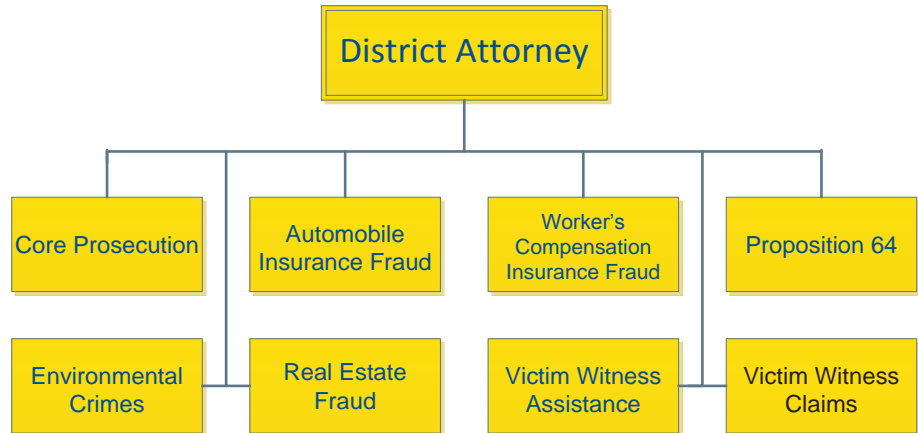 District Attorney
Core Prosecution
Automobile
Insurance Fraud
Worker's
Compensation
Insurance Fraud
Proposition 64
Environmental
Crimes
Real Estate
Fraud
Victim Witness
Assistance
Victim Witness
Claims